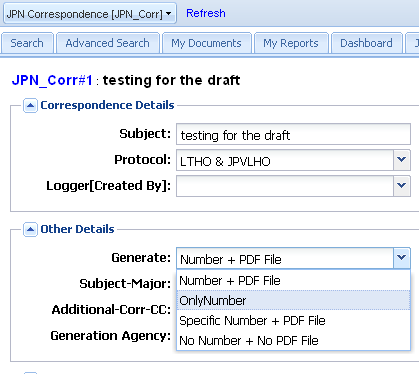 JPN Correspondence [JPN_Corr] Refresh
Search Advanced Search My Documents My Reports Dashboard J
JPN_Corr#1 : testing for the draft
Correspondence Details
Subject: testing for the draft
Protocol: LTHO & JPVLHO
Logger[Created By]:
Other Details
Generate: Number + PDF File
Subject-Major: Number + PDF File
OnlyNumber
Additional-Corr-CC: Specific Number + PDF File
Generation Agency: No Number + No PDF File